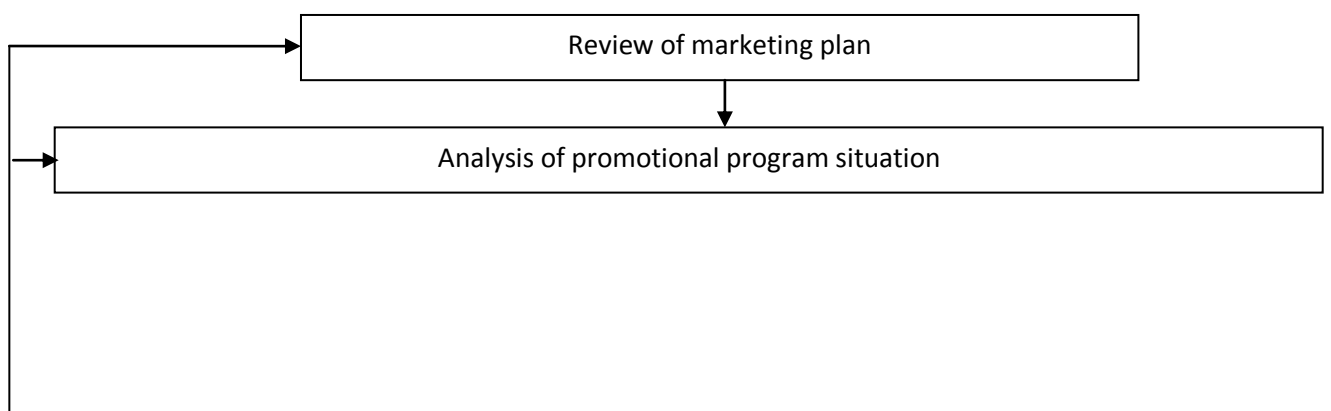 Review of marketing plan
Analysis of promotional program situation